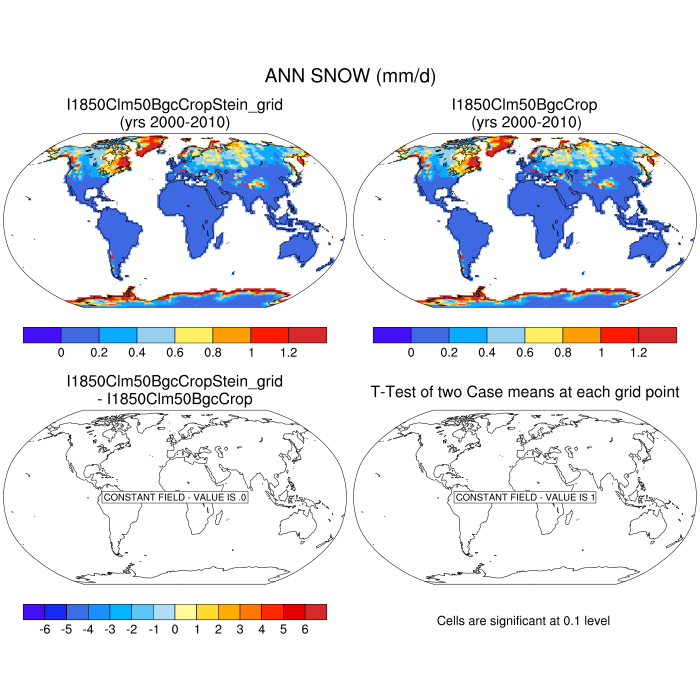 ANN SNOW (mm/d)
I1850Clm50BgcCropStein_grid
(yrs 2000-2010)
I1850Clm50BgcCrop
(yrs 2000-2010)
0 0.2 0.4 0.6 0.8 1 1.2
0 0.2 0.4 0.6 0.8 1 1.2
I1850Clm50BgcCropStein_grid
- I1850Clm50BgcCrop
T-Test of two Case means at each grid point
CONSTANT FIELD - VALUE IS .0
CONSTANT FIELD - VALUE IS 1
-6 -5 -4 -3 -2 -1 0 1 2 3 4 5 6
Cells are significant at 0.1 level